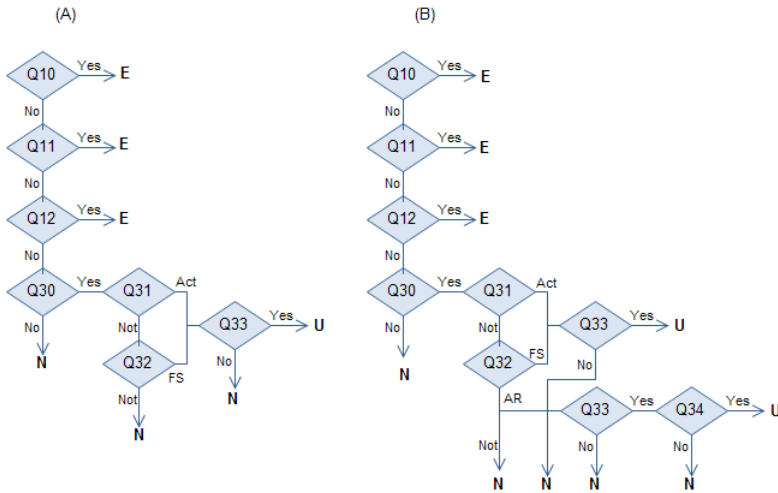 (A)
(B)
Q10 Yes E
No
Q11 Yes E
No
Q12 Yes E
No
Q30 Yes Q31 Act
No Not Q33 Yes U
N Q32 FS No
Not N
N
Q10 Yes E
No
Q11 Yes E
No
Q12 Yes E
No
Q30 Yes Q31 Act
No Not Q33 Yes U
N Q32 FS No
AR Q33 Yes Q34 Yes U
Not No No
N N N N